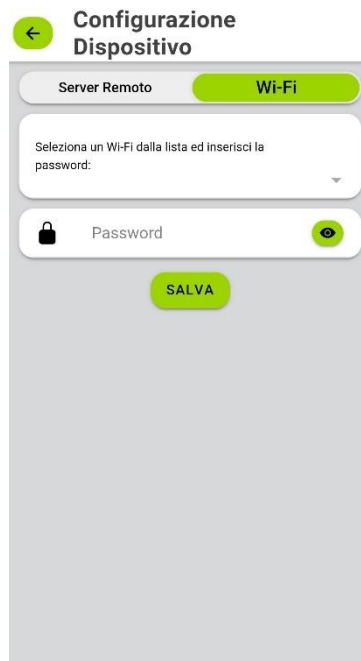 Configurazione
Dispositivo
Server Remoto
Wi-Fi
Seleziona un Wi-Fi dalla lista ed inserisci la
password:
Password
SALVA